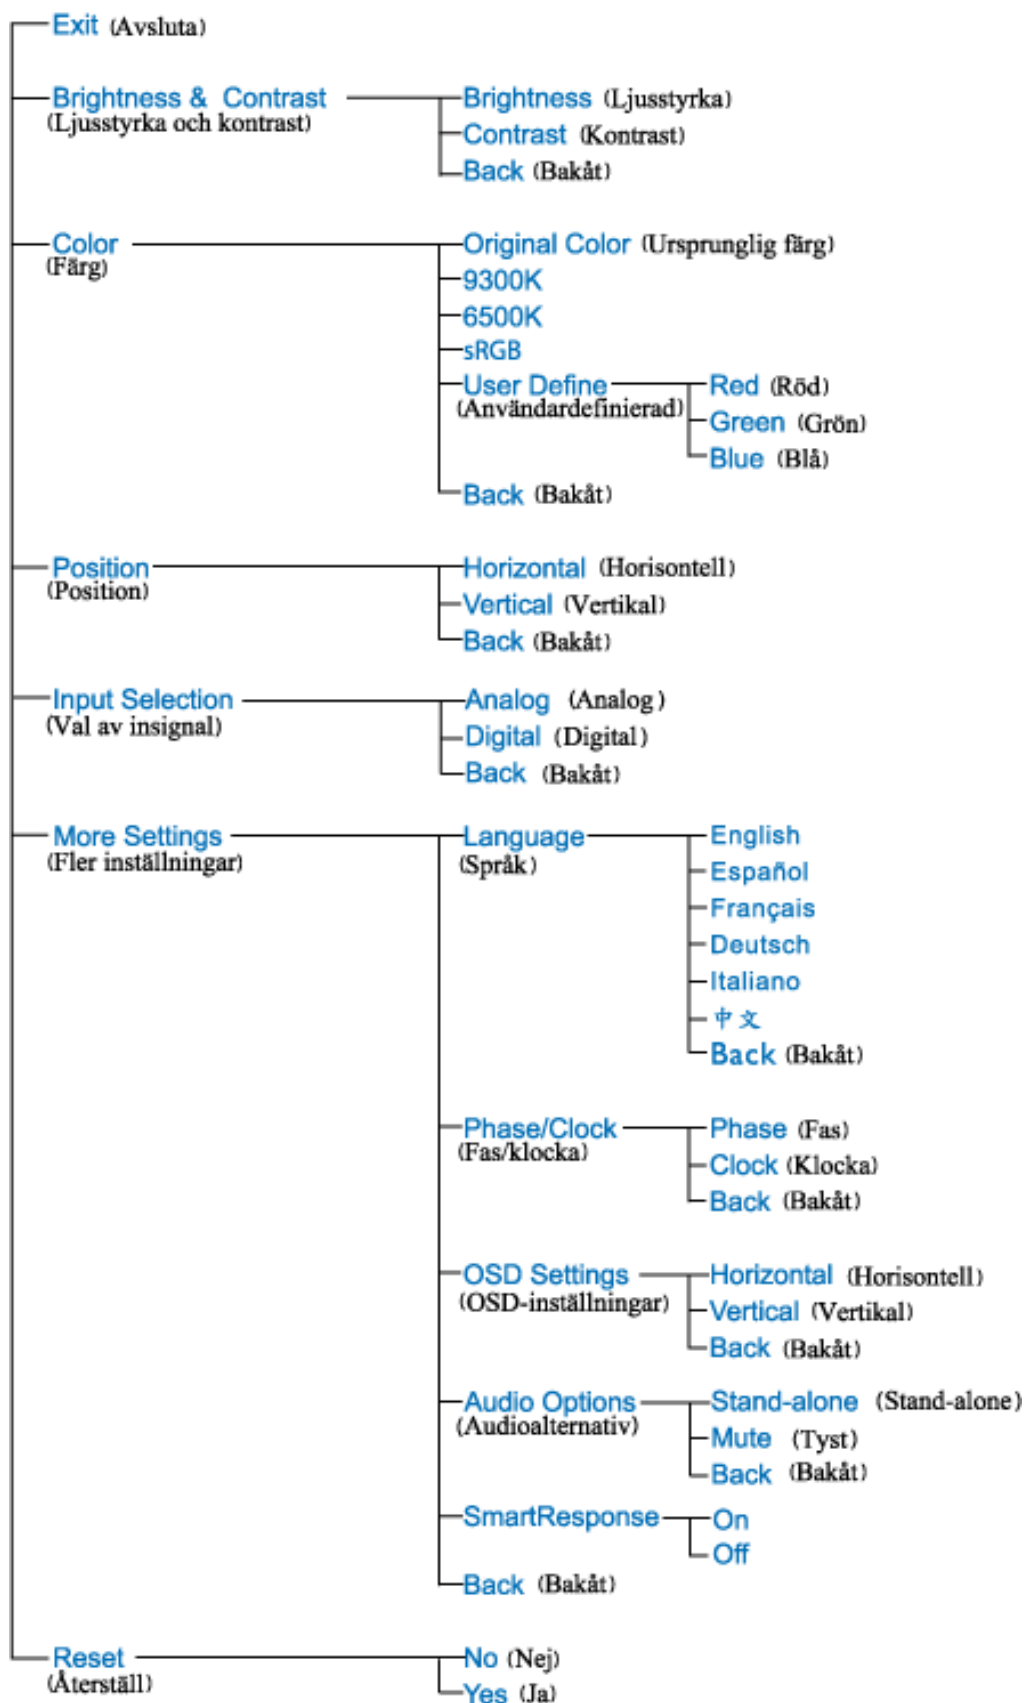 Exit (Avsluta)
Brightness & Contrast
(Ljusstyrka och kontrast)
Brightness (Ljusstyrka)
Contrast (Kontrast)
Back (Bakåt)
Color
(Färg)
Original Color (Ursprunglig färg)
9300K
6500K
sRGB
User Define
(Användardefinierad)
Red (Röd)
Green (Grön)
Blue (Blå)
Back (Bakåt)
Position
(Position)
Horizontal (Horisontell)
Vertical (Vertikal)
Back (Bakåt)
Input Selection
(Val av insignal)
Analog (Analog)
Digital (Digital)
Back (Bakåt)
More Settings
(Fler inställningar)
Language
(Språk)
English
Español
Français
Deutsch
Italiano
中文
Back (Bakåt)
Phase/Clock
(Fas/klocka)
Phase (Fas)
Clock (Klocka)
Back (Bakåt)
OSD Settings
(OSD-inställningar)
Horizontal (Horisontell)
Vertical (Vertikal)
Back (Bakåt)
Audio Options
(Audioalternativ)
Stand-alone (Stand-alone)
Mute (Tyst)
Back (Bakåt)
SmartResponse
On
Off
Back (Bakåt)
Reset
(Återställ)
No (Nej)
Yes (Ja)